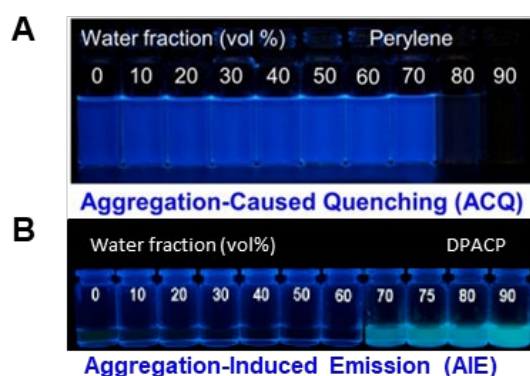 A
Water fraction (vol %) Perylene
0 10 20 30 40 50 60 70 80 90
Aggregation-Caused Quenching (ACQ)
B
Water fraction (vol%) DPACP
0 10 20 30 40 50 60 70 75 80 90
Aggregation-Induced Emission (AIE)